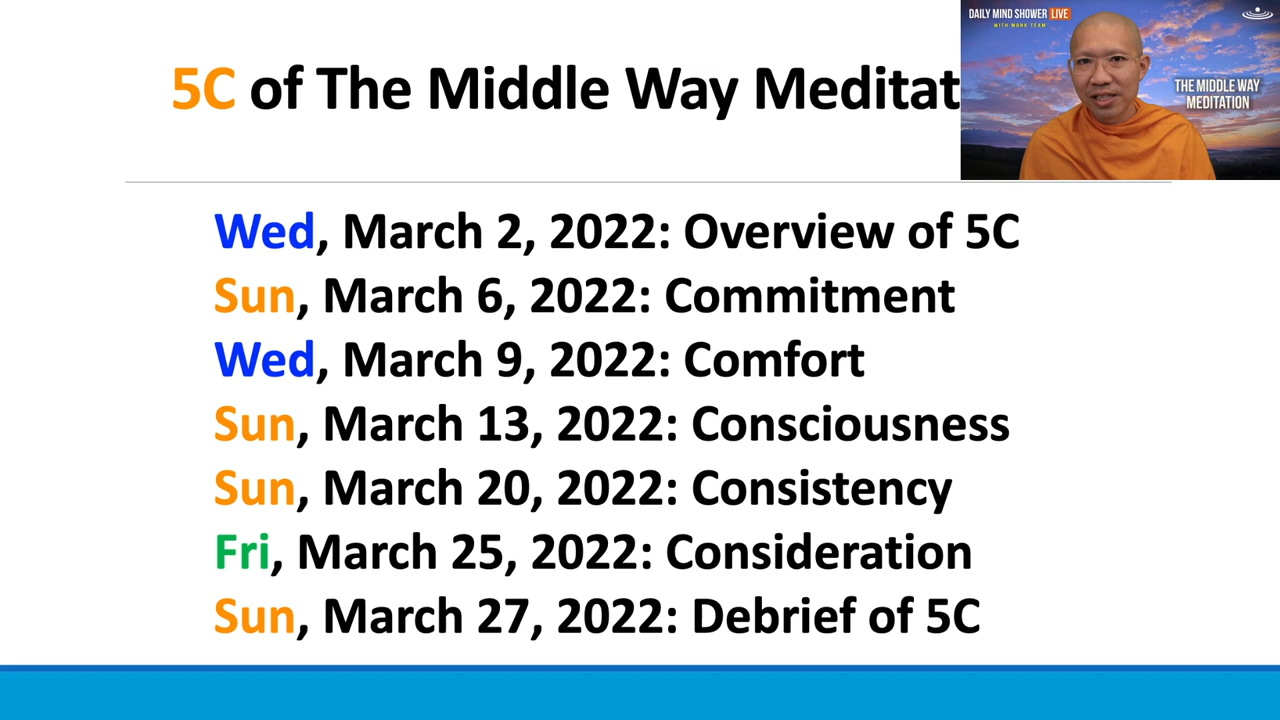 5C of The Middle Way Meditat
DAILY MIND SHOWER LIVE
WITH MONK TEAM
THE MIDDLE WAY
MEDITATION
Wed, March 2, 2022: Overview of 5C
Sun, March 6, 2022: Commitment
Wed, March 9, 2022: Comfort
Sun, March 13, 2022: Consciousness
Sun, March 20, 2022: Consistency
Fri, March 25, 2022: Consideration
Sun, March 27, 2022: Debrief of 5C